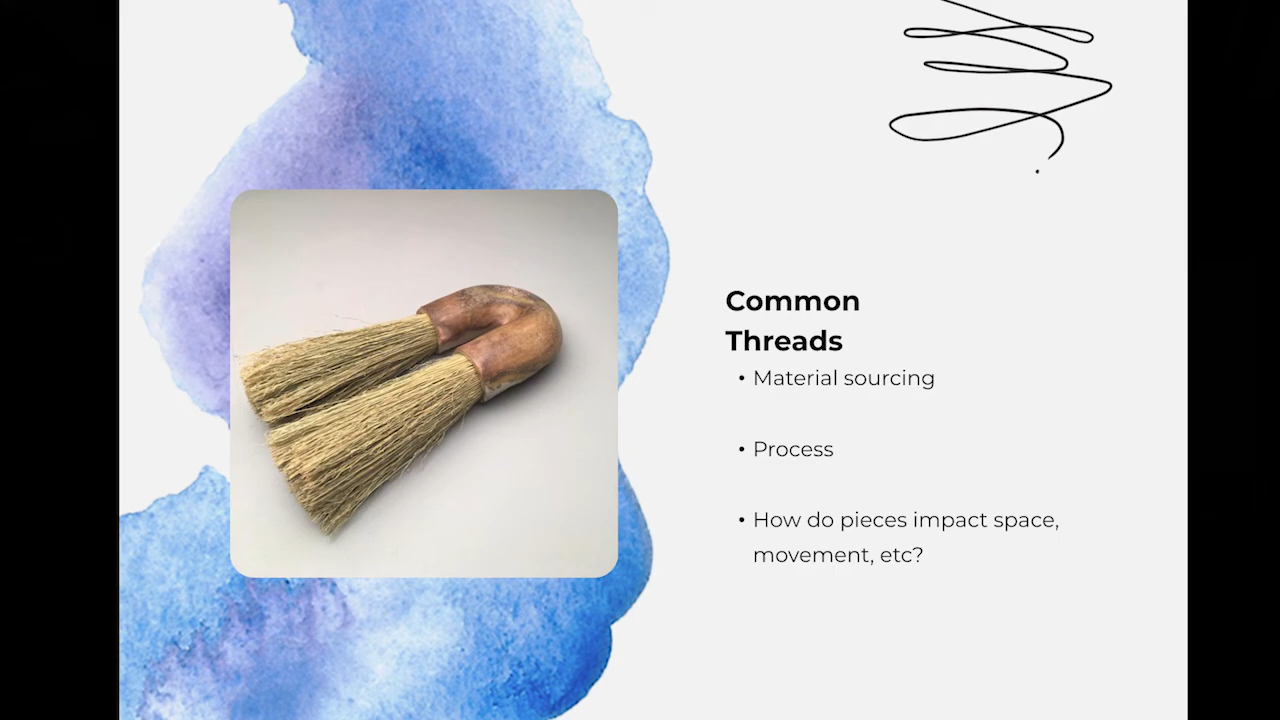 Common
Threads
• Material sourcing
• Process
• How do pieces impact space,
movement, etc?